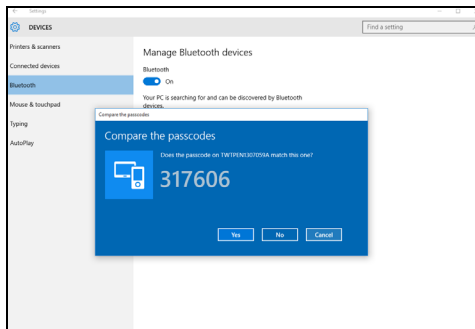 Settings
DEVICES
Find a setting
Printers & scanners
Connected devices
Bluetooth
Mouse & touchpad
Typing
AutoPlay
Manage Bluetooth devices
Bluetooth
On
Your PC is searching for and can be discovered by Bluetooth
devices.
Compare the passcodes
Compare the passcodes
Does the passcode on TWTPEN1307059A match this one?
317606
Yes
No
Cancel